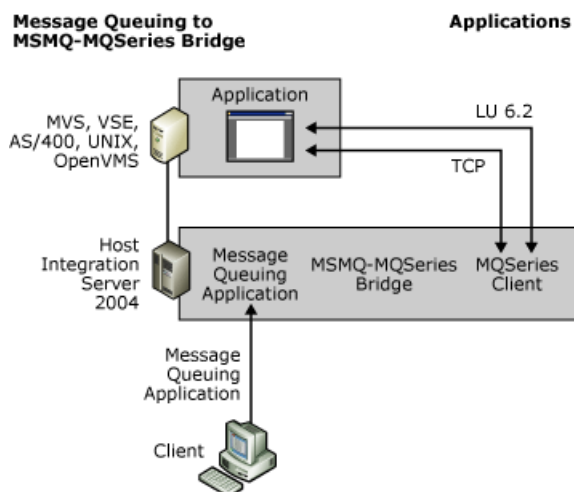 Message Queuing to
MSMQ-MQSeries Bridge
Applications
Application
MVS, VSE,
AS/400, UNIX,
OpenVMS
LU 6.2
TCP
Host
Integration
Server
2004
Message
Queuing
Application
MSMQ-MQSeries
Bridge
MQSeries
Client
Message
Queuing
Application
Client